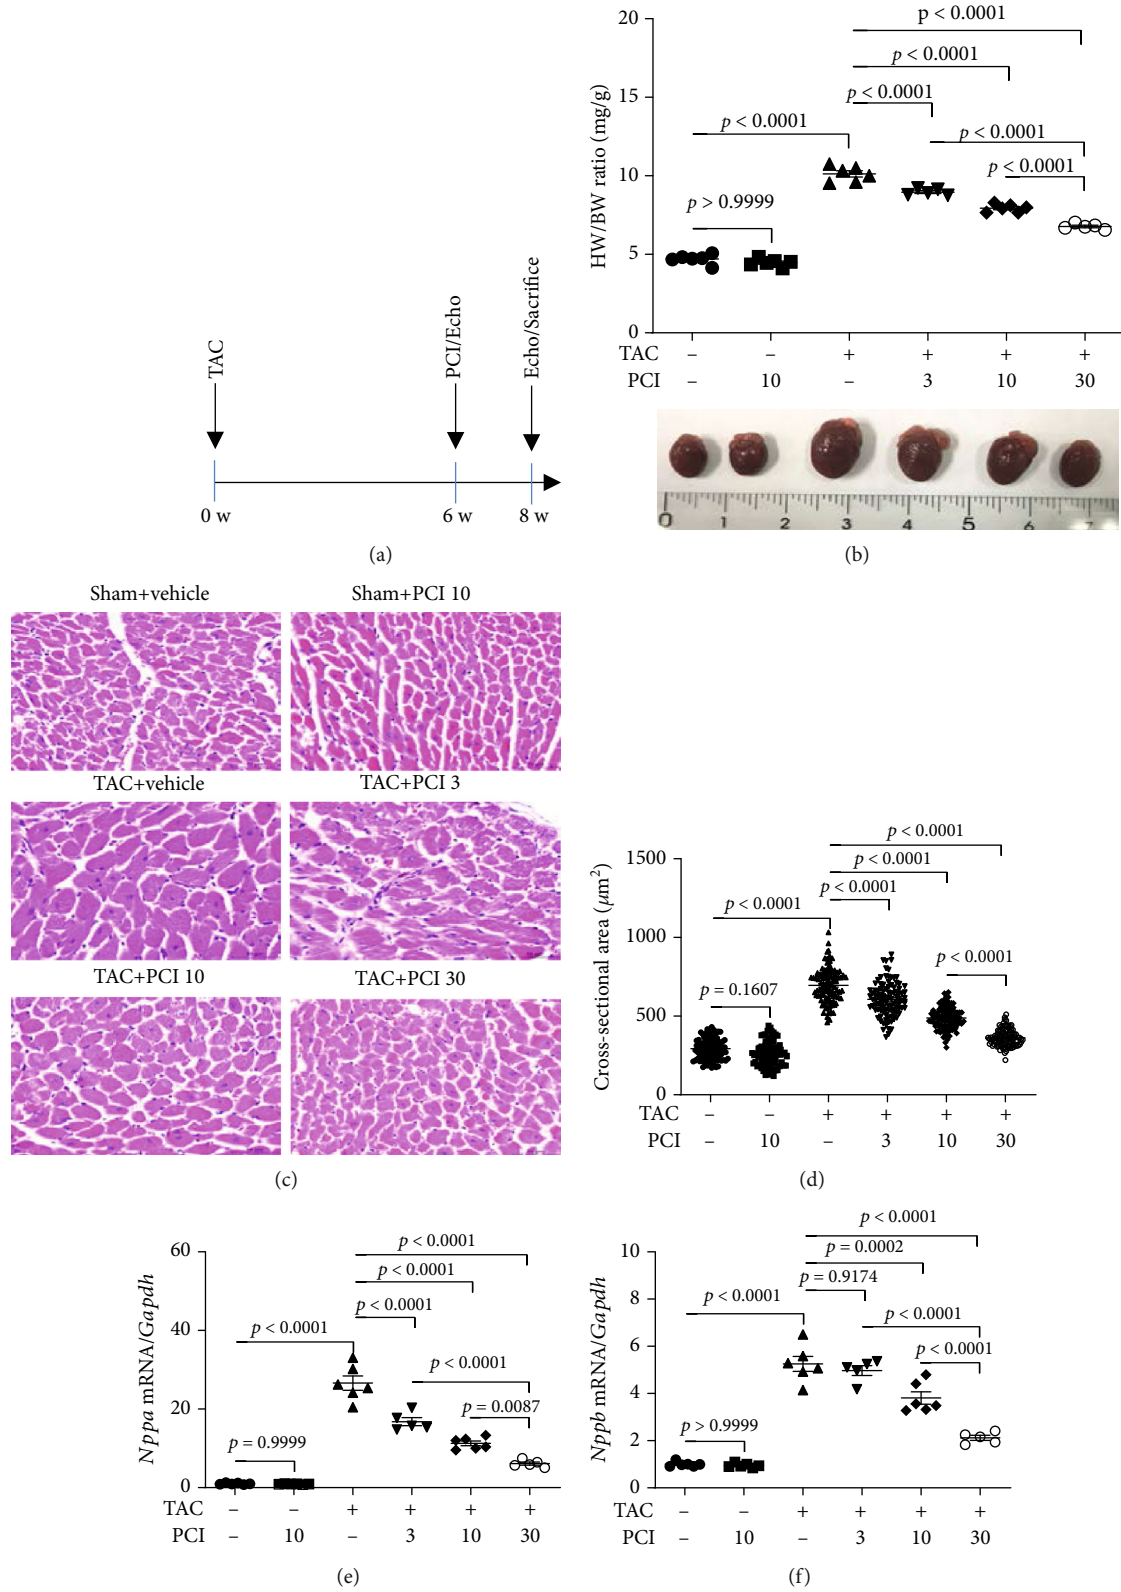 TAC
PCI/Echo
Echo/Sacrifice
0 w
6 w
8 w
(a)
HW/BW ratio (mg/g)
20
15
10
5
0
p < 0.0001
p < 0.0001
p < 0.0001
p < 0.0001
p < 0.0001
p < 0.0001
p > 0.9999
TAC – – + + + +
PCI – 10 – 3 10 30
0 1 2 3 4 5 6 7
(b)
Sham+vehicle
Sham+PCI 10
TAC+vehicle
TAC+PCI 3
TAC+PCI 10
TAC+PCI 30
(c)
Cross-sectional area (μm²)
1500
1000
500
0
p < 0.0001
p < 0.0001
p < 0.0001
p < 0.0001
p < 0.0001
p = 0.1607
TAC – – + + + +
PCI – 10 – 3 10 30
(d)
Nppa mRNA/Gapdh
60
40
20
0
p < 0.0001
p < 0.0001
p < 0.0001
p < 0.0001
p < 0.0001
p = 0.0087
p = 0.9999
TAC – – + + + +
PCI – 10 – 3 10 30
(e)
Nppb mRNA/Gapdh
10
8
6
4
2
0
p < 0.0001
p = 0.0002
p = 0.9174
p < 0.0001
p < 0.0001
p < 0.0001
p > 0.9999
TAC – – + + + +
PCI – 10 – 3 10 30
(f)